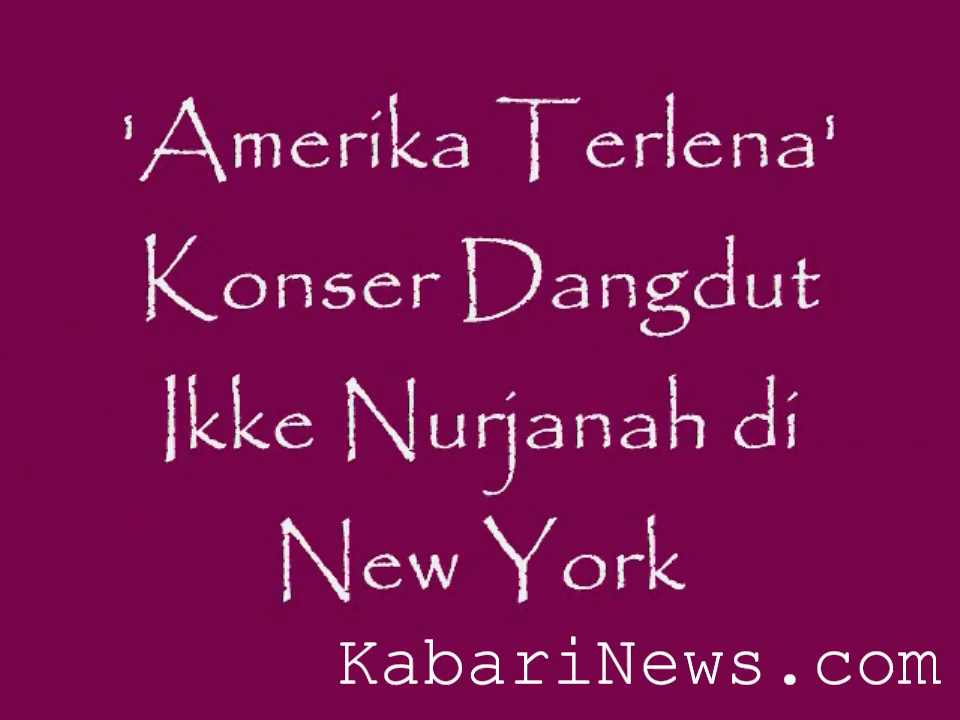 'Amerika Terlena'
Konser Dangdut
Ikke Nurjanah di
New York
KabariNews.com